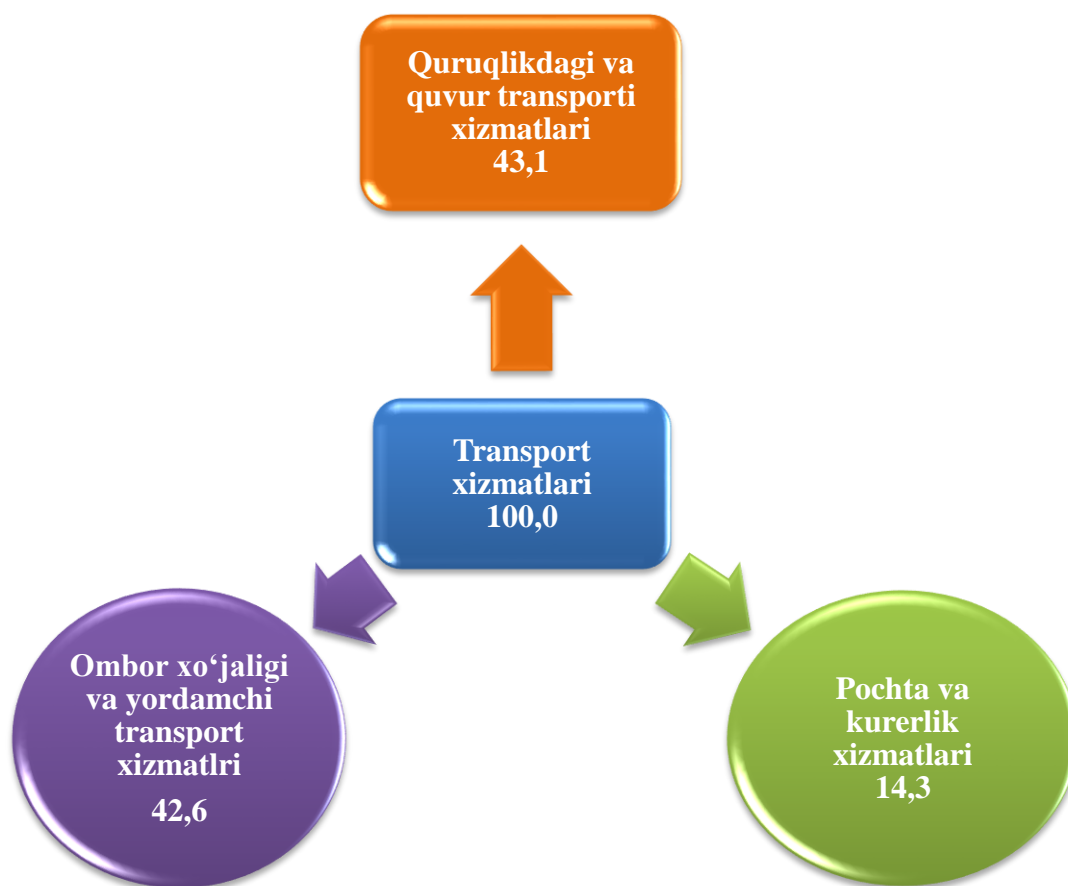 Quruqlikdagi va
quvur transporti
xizmatlari
43,1
Transport
xizmatlari
100,0
Ombor xo‘jaligi
va yordamchi
transport
xizmatlri
42,6
Pochta va
kurerlik
xizmatlari
14,3